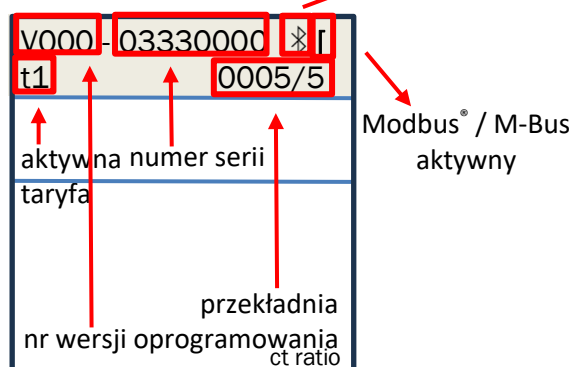 V000 - 03330000 [
t1 0005/5
Modbus® / M-Bus
aktywny
aktywna numer serii
taryfa
przekładnia
nr wersji oprogramowania
ct ratio